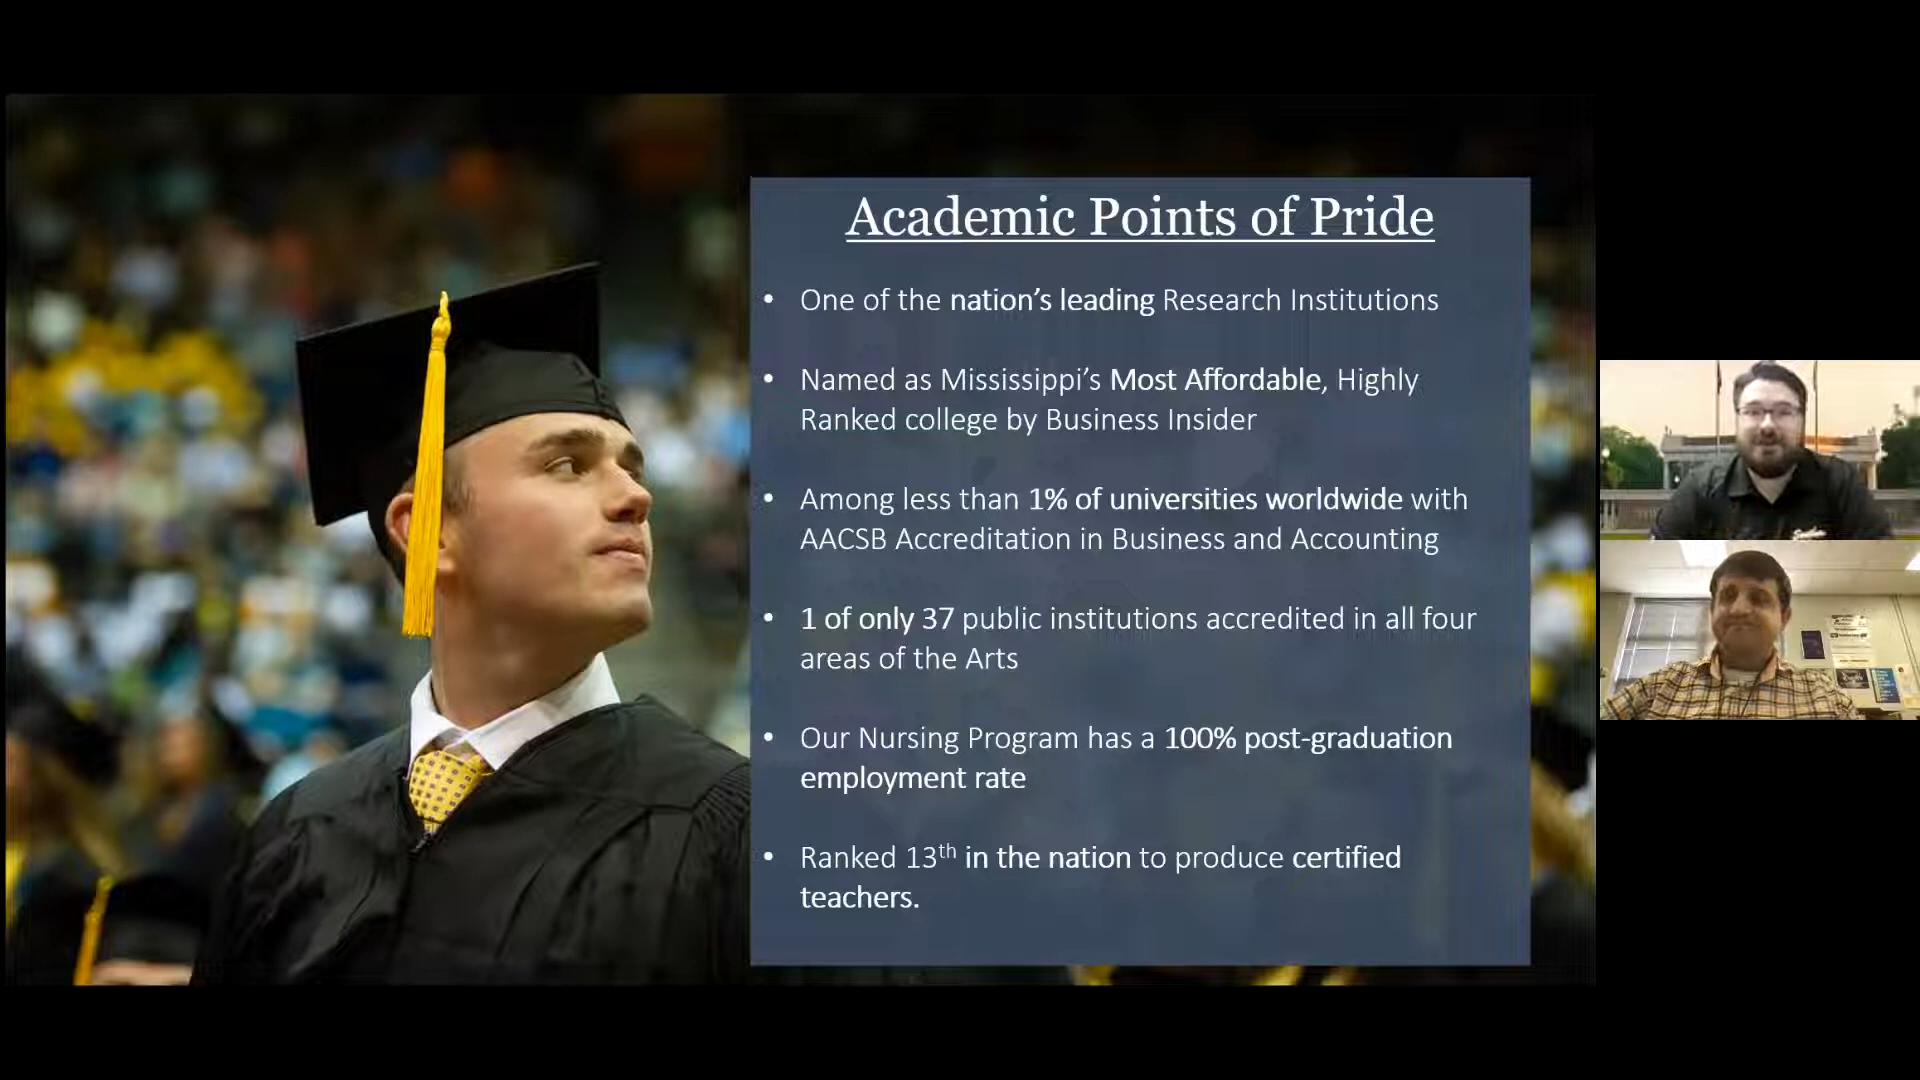 Academic Points of Pride
• One of the nation’s leading Research Institutions
• Named as Mississippi’s Most Affordable, Highly
Ranked college by Business Insider
• Among less than 1% of universities worldwide with
AACSB Accreditation in Business and Accounting
• 1 of only 37 public institutions accredited in all four
areas of the Arts
• Our Nursing Program has a 100% post-graduation
employment rate
• Ranked 13th in the nation to produce certified
teachers.